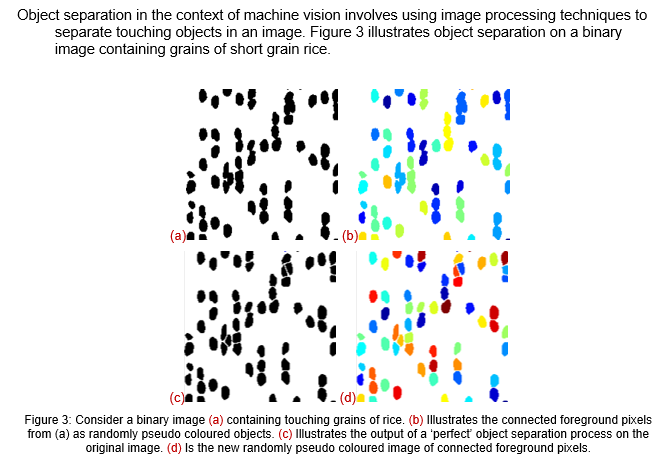 Object separation in the context of machine vision involves using image processing techniques to
separate touching objects in an image. Figure 3 illustrates object separation on a binary
image containing grains of short grain rice.
(a)
(b)
(c)
(d)
Figure 3: Consider a binary image (a) containing touching grains of rice. (b) Illustrates the connected foreground pixels
from (a) as randomly pseudo coloured objects. (c) Illustrates the output of a 'perfect' object separation process on the
original image. (d) Is the new randomly pseudo coloured image of connected foreground pixels.